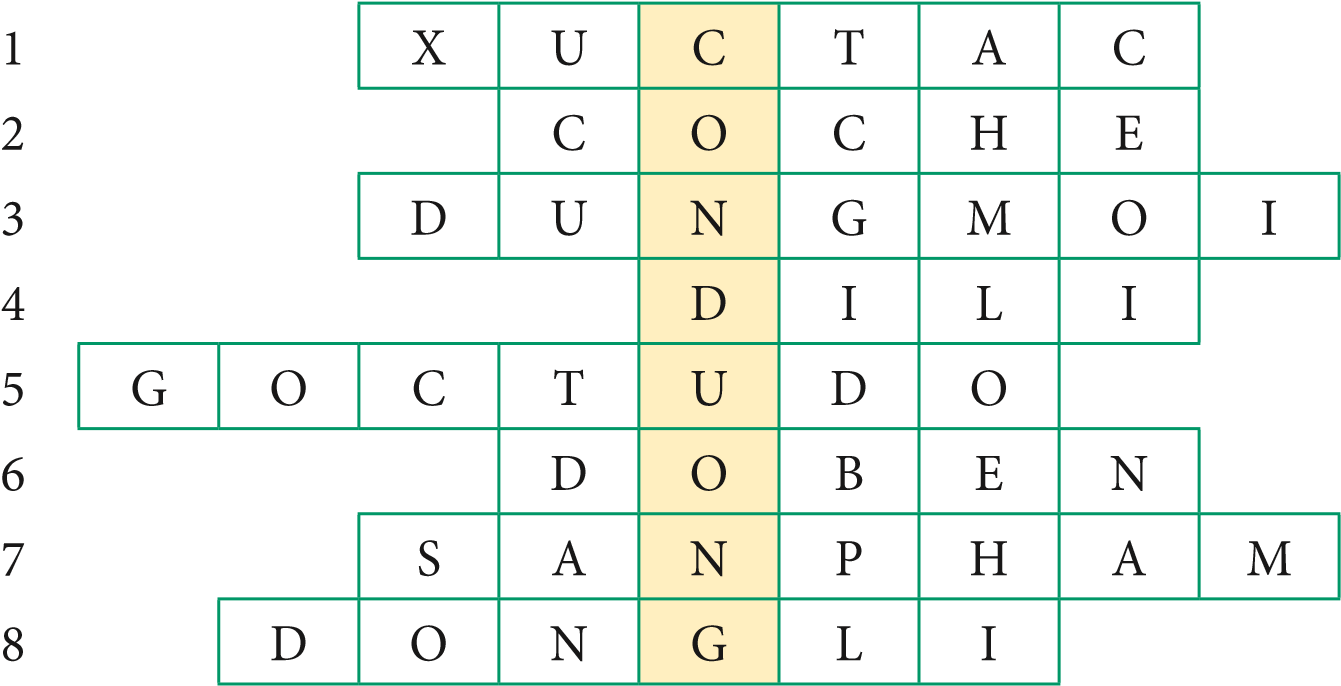 1 X U C T A C
2 C O C H E
3 D U N G M O I
4 D I L I
5 G O C T U D O
6 D O B E N
7 S A N P H A M
8 D O N G L I